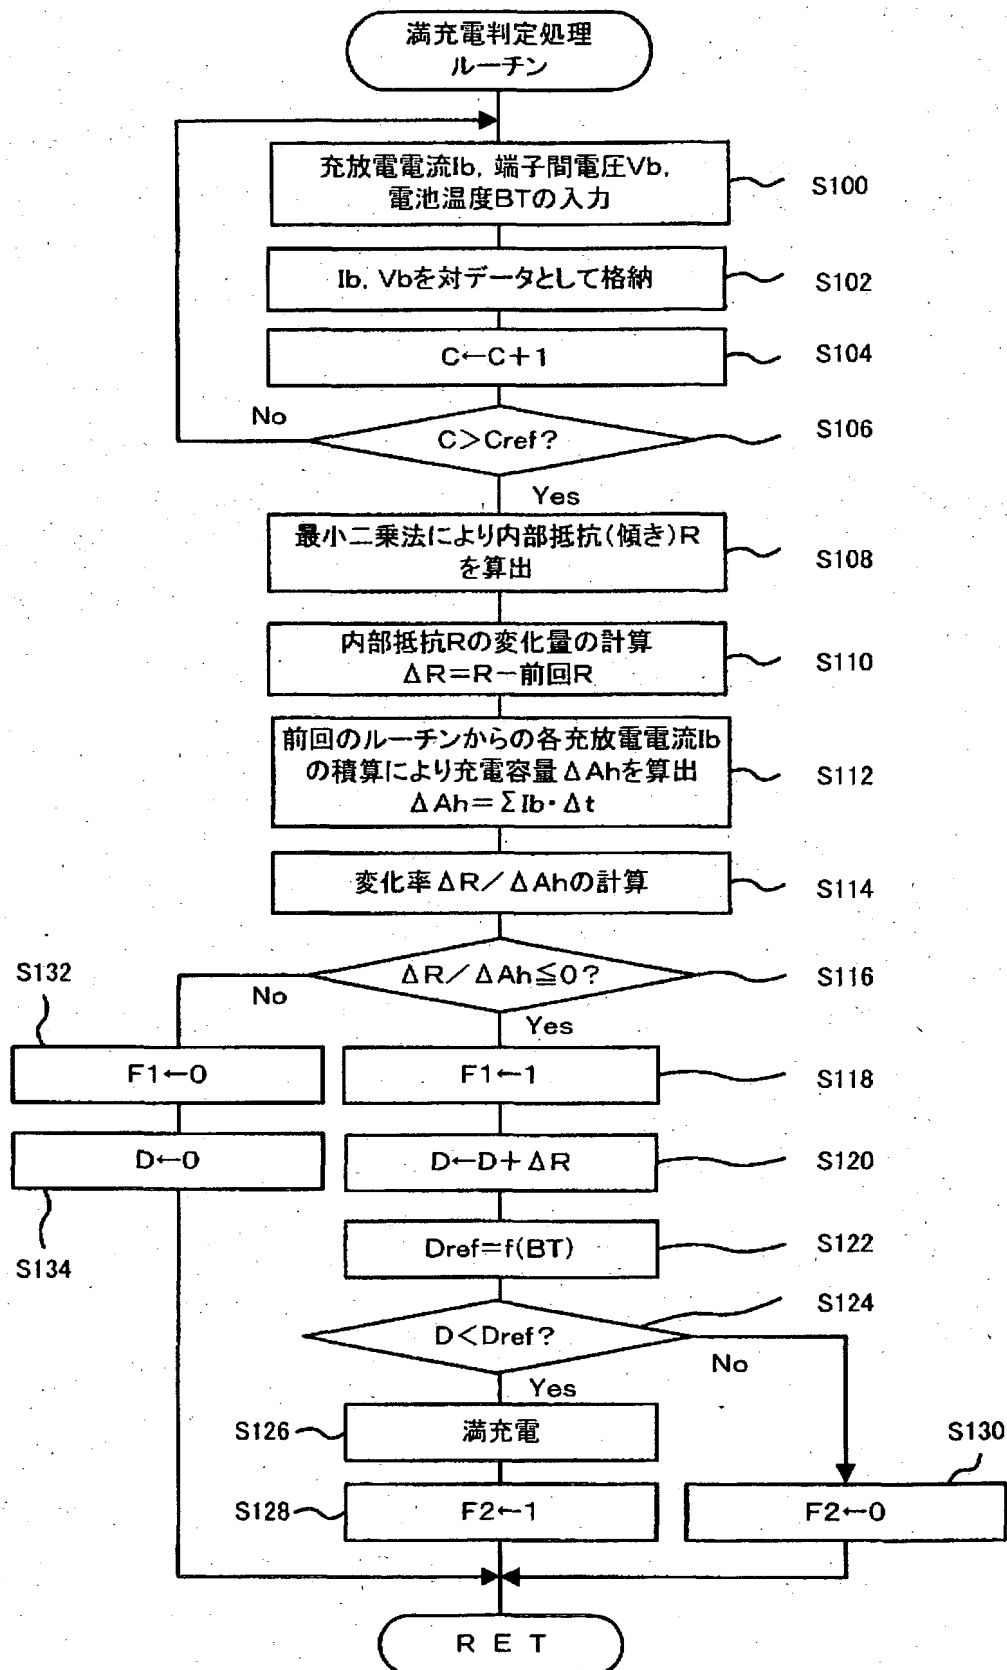 満充電判定処理
ルーチン
充放電電流Ib, 端子間電圧Vb,
電池温度BTの入力
S100
Ib, Vbを対データとして格納
S102
C←C+1
S104
No
C>Cref?
S106
Yes
最小二乗法により内部抵抗(傾き)R
を算出
S108
内部抵抗Rの変化量の計算
ΔR=R−前回R
S110
前回のルーチンからの各充放電電流Ib
の積算により充電容量ΔAhを算出
ΔAh=ΣIb・Δt
S112
変化率ΔR/ΔAhの計算
S114
S132
No
ΔR/ΔAh≦0?
S116
Yes
F1←0
F1←1
S118
D←0
D←D+ΔR
S120
S134
Dref=f(BT)
S122
D<Dref?
S124
No
Yes
S126
満充電
S130
S128
F2←1
F2←0
RET